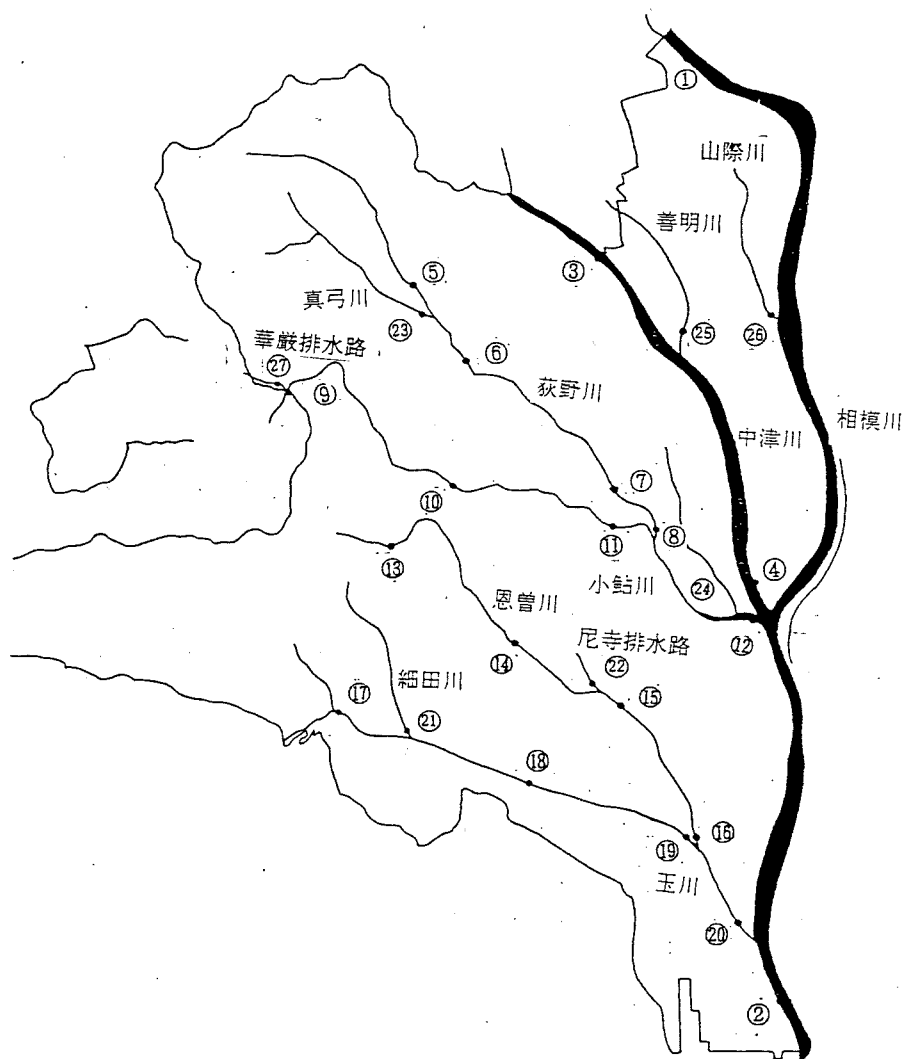 ①
山際川
善明川
③
⑤
真弓川
㉓
㉕
㉖
華厳排水路
㉗
⑥
⑨
荻野川
相模川
中津川
⑦
⑩
⑧
⑪
⑬
④
小鮎川
㉔
恩曽川
⑫
尼寺排水路
⑭
㉒
細田川
⑰
⑮
㉑
⑱
⑯
⑲
玉川
⑳
②